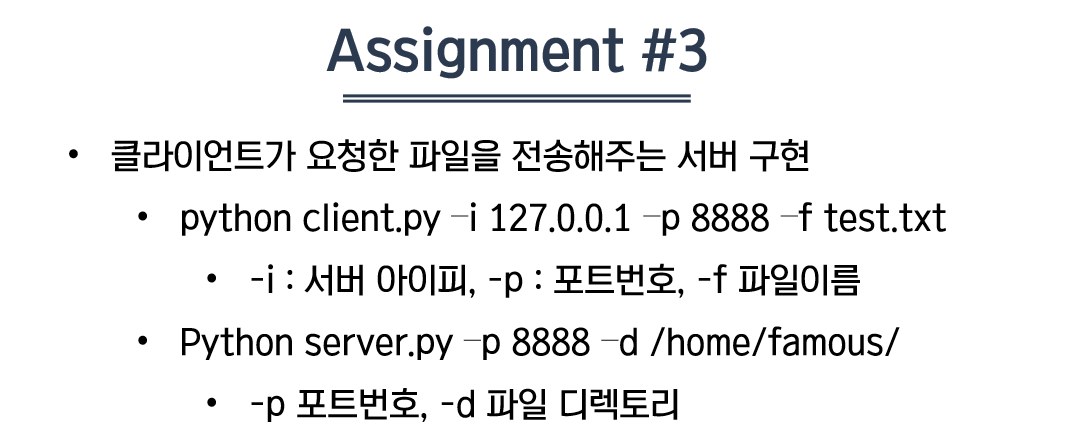 Assignment #3
• 클라이언트가 요청한 파일을 전송해주는 서버 구현
• python client.py –i 127.0.0.1 –p 8888 –f test.txt
• -i : 서버 아이피, -p : 포트번호, -f 파일이름
• Python server.py –p 8888 –d /home/famous/
• -p 포트번호, -d 파일 디렉토리